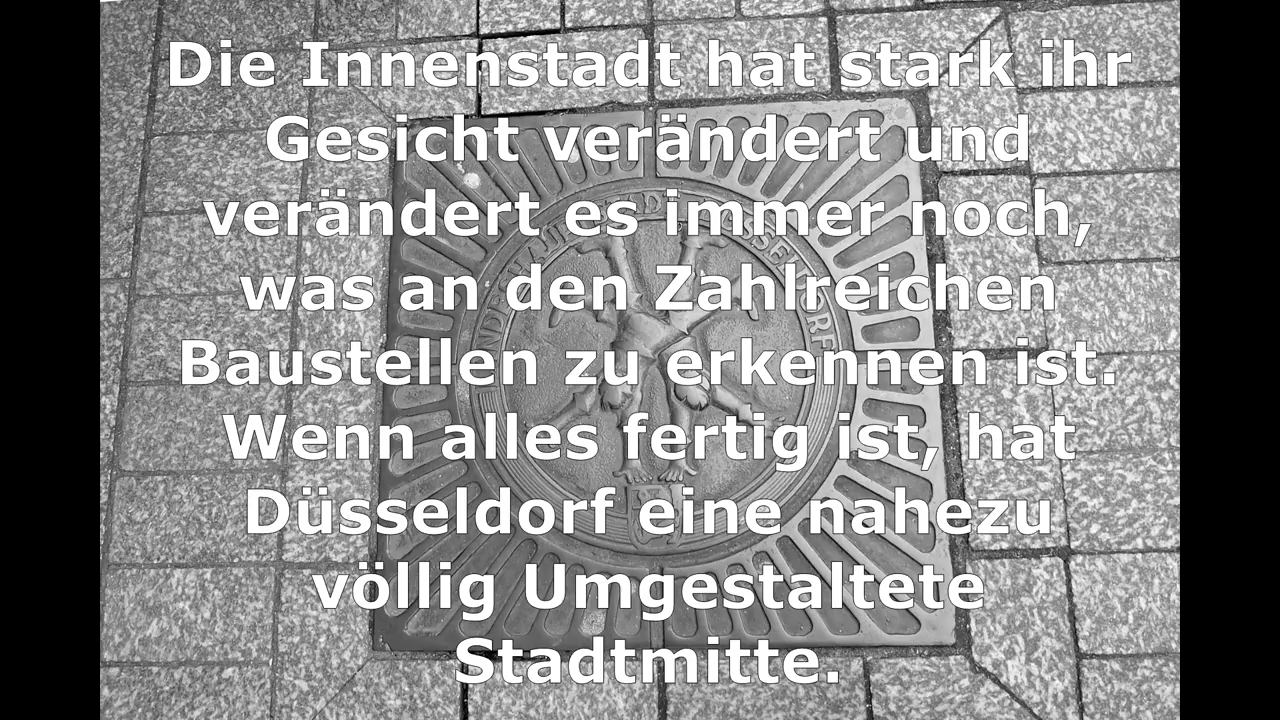 Die Innenstadt hat stark ihr
Gesicht verändert und
verändert es immer noch,
was an den Zahlreichen
Baustellen zu erkennen ist.
Wenn alles fertig ist, hat
Düsseldorf eine nahezu
völlig Umgestaltete
Stadtmitte.